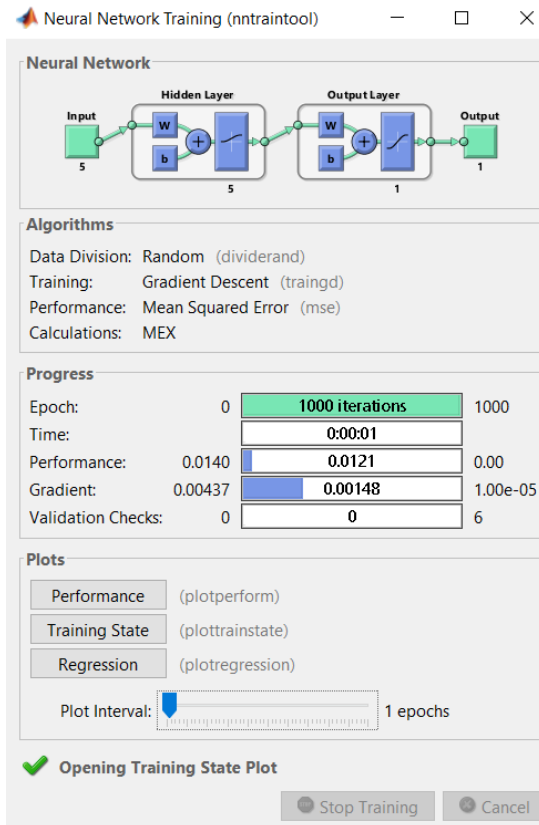 Neural Network Training (nntraintool)
Neural Network
Hidden Layer
Output Layer
Input
Output
W
b
W
b
5
5
1
1
Algorithms
Data Division: Random (dividerand)
Training: Gradient Descent (traingd)
Performance: Mean Squared Error (mse)
Calculations: MEX
Progress
Epoch: 0 1000 iterations 1000
Time: 0:00:01
Performance: 0.0140 0.0121 0.00
Gradient: 0.00437 0.00148 1.00e-05
Validation Checks: 0 0 6
Plots
Performance (plotperform)
Training State (plottrainstate)
Regression (plotregression)
Plot Interval: 1 epochs
Opening Training State Plot
Stop Training Cancel